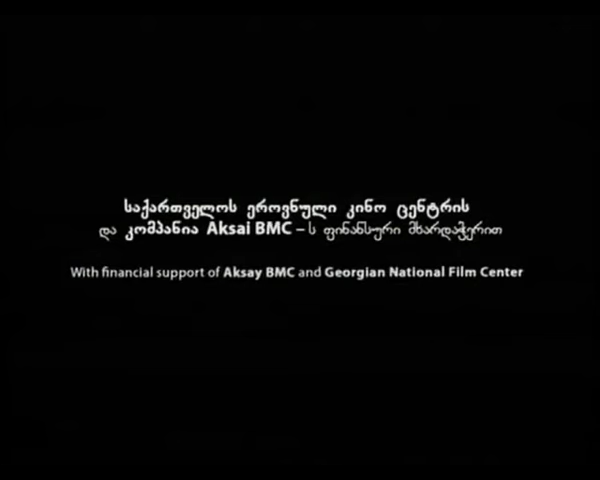 საქართველოს ეროვნული კინო ცენტრის
და კომპანია Aksai BMC – ს ფინანსური მხარდაჭერით
With financial support of Aksay BMC and Georgian National Film Center